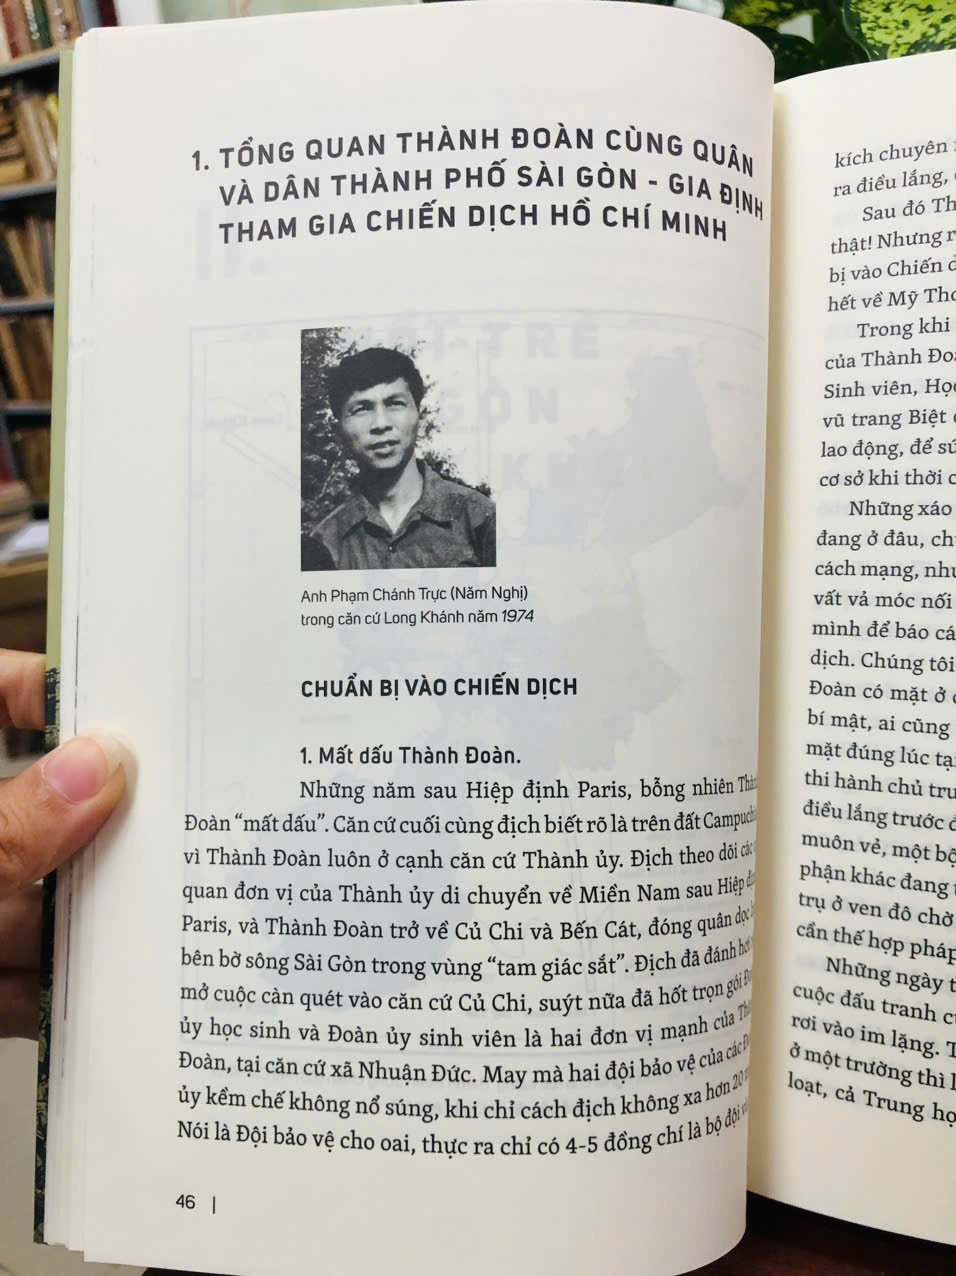 1. TỔNG QUAN THÀNH ĐOÀN CÙNG QUÂN
VÀ DÂN THÀNH PHỐ SÀI GÒN - GIA ĐỊNH
THAM GIA CHIẾN DỊCH HỒ CHÍ MINH
Anh Phạm Chánh Trực (Năm Nghị)
trong căn cứ Long Khánh năm 1974
CHUẨN BỊ VÀO CHIẾN DỊCH
1. Mất dấu Thành Đoàn.
Những năm sau Hiệp định Paris, bỗng nhiên
Đoàn “mất dấu”. Căn cứ cuối cùng địch biết rõ là trên đất
vì Thành Đoàn luôn ở cạnh căn cứ Thành ủy. Địch theo dõi các
quan đơn vị của Thành ủy di chuyển về Miền Nam sau Hiệp
Paris, và Thành Đoàn trở về Củ Chi và Bến Cát, đóng quân dọc
bên bờ sông Sài Gòn trong vùng “tam giác sắt”. Địch đã đánh hơi
mở cuộc càn quét vào căn cứ Củ Chi, suýt nữa đã hốt trọn gói
ủy học sinh và Đoàn ủy sinh viên là hai đơn vị mạnh của
Đoàn, tại căn cứ xã Nhuận Đức. May mà hai đội bảo vệ của các
ủy kềm chế không nổ súng, khi chỉ cách địch không xa hơn 20
Nói là Đội bảo vệ cho oai, thực ra chỉ có 4-5 đồng chí là bộ đội
46 |
kích chuyên
ra điều lắng,
Sau đó
thật! Nhưng
bị vào Chiến
hết về Mỹ
Trong khi
của Thành
Sinh viên,
vũ trang Biệt
lao động, để
cơ sở khi thời
Những xáo
đang ở đâu,
cách mạng,
vất vả móc nối
mình để báo
dịch. Chúng tôi
Đoàn có mặt ở
bí mật, ai cũng
mặt đúng lúc
thi hành chủ
điều lắng trước
muôn vẻ, một
phận khác đang
trụ ở ven đô chờ
cần thế hợp pháp
Những ngày
cuộc đấu tranh
rơi vào im lặng.
ở một trường thì
loạt, cả Trung